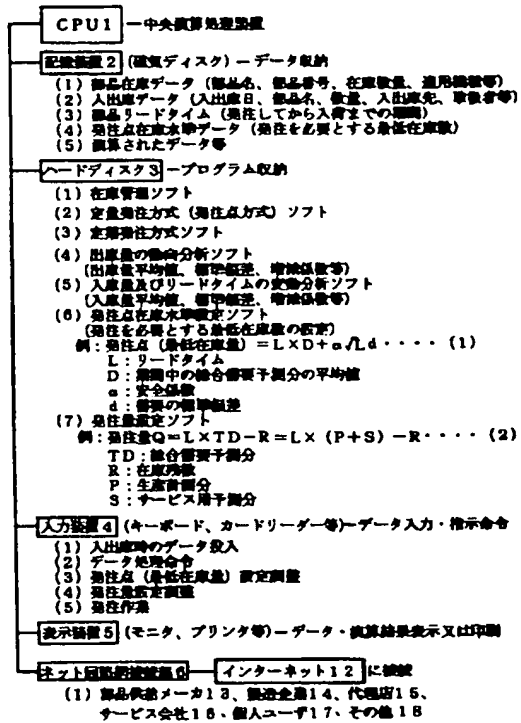 CPU1 ー中央演算処理装置
記憶装置2 (磁気ディスク) ーデータ収納
(1) 部品在庫データ (部品名、部品番号、在庫数量、適用機種等)
(2) 入出庫データ (入出庫日、部品名、数量、入出庫先、取扱者等)
(3) 部品リードタイム (発注してから入荷までの期間)
(4) 発注点在庫水準データ (発注を必要とする最低在庫数)
(5) 演算されたデータ等
ハードディスク3 ープログラム収納
(1) 在庫管理ソフト
(2) 定量発注方式 (発注点方式) ソフト
(3) 定期発注方式ソフト
(4) 出庫量の傾向分析ソフト
(出庫量平均値、標準偏差、増減係数等)
(5) 入庫量及びリードタイムの変動分析ソフト
(入庫量平均値、標準偏差、増減係数等)
(6) 発注点在庫水準設定ソフト
(発注を必要とする最低在庫数の設定)
例:発注点 (最低在庫量) =L×D+α√Ld・・・・ (1)
L:リードタイム
D:期間中の総合需要予測分の平均値
α:安全係数
d:需要の標準偏差
(7) 発注量設定ソフト
例:発注量Q=L×TD-R=L× (P+S) -R・・・・ (2)
TD:総合需要予測分
R:在庫残数
P:生産計画分
S:サービス用予測分
入力装置4 (キーボード、カードリーダー等)ーデータ入力・指示命令
(1) 入出庫時のデータ投入
(2) データ処理命令
(3) 発注点 (最低在庫量) 設定調整
(4) 発注量設定調整
(5) 発注作業
表示装置5 (モニタ、プリンタ等) ーデータ・演算結果表示又は印刷
ネット回路網接続部6 インターネット12 に接続
(1) 部品供給メーカ13、製造企業14、代理店15、
サービス会社16、個人ユーザ17、その他18